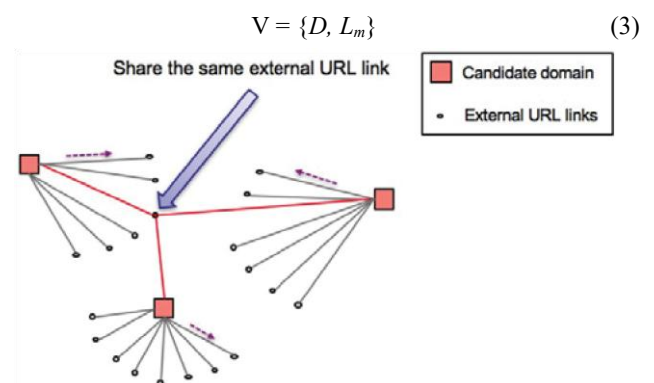 V = {D, Lm} (3)
Share the same external URL link
Candidate domain
External URL links